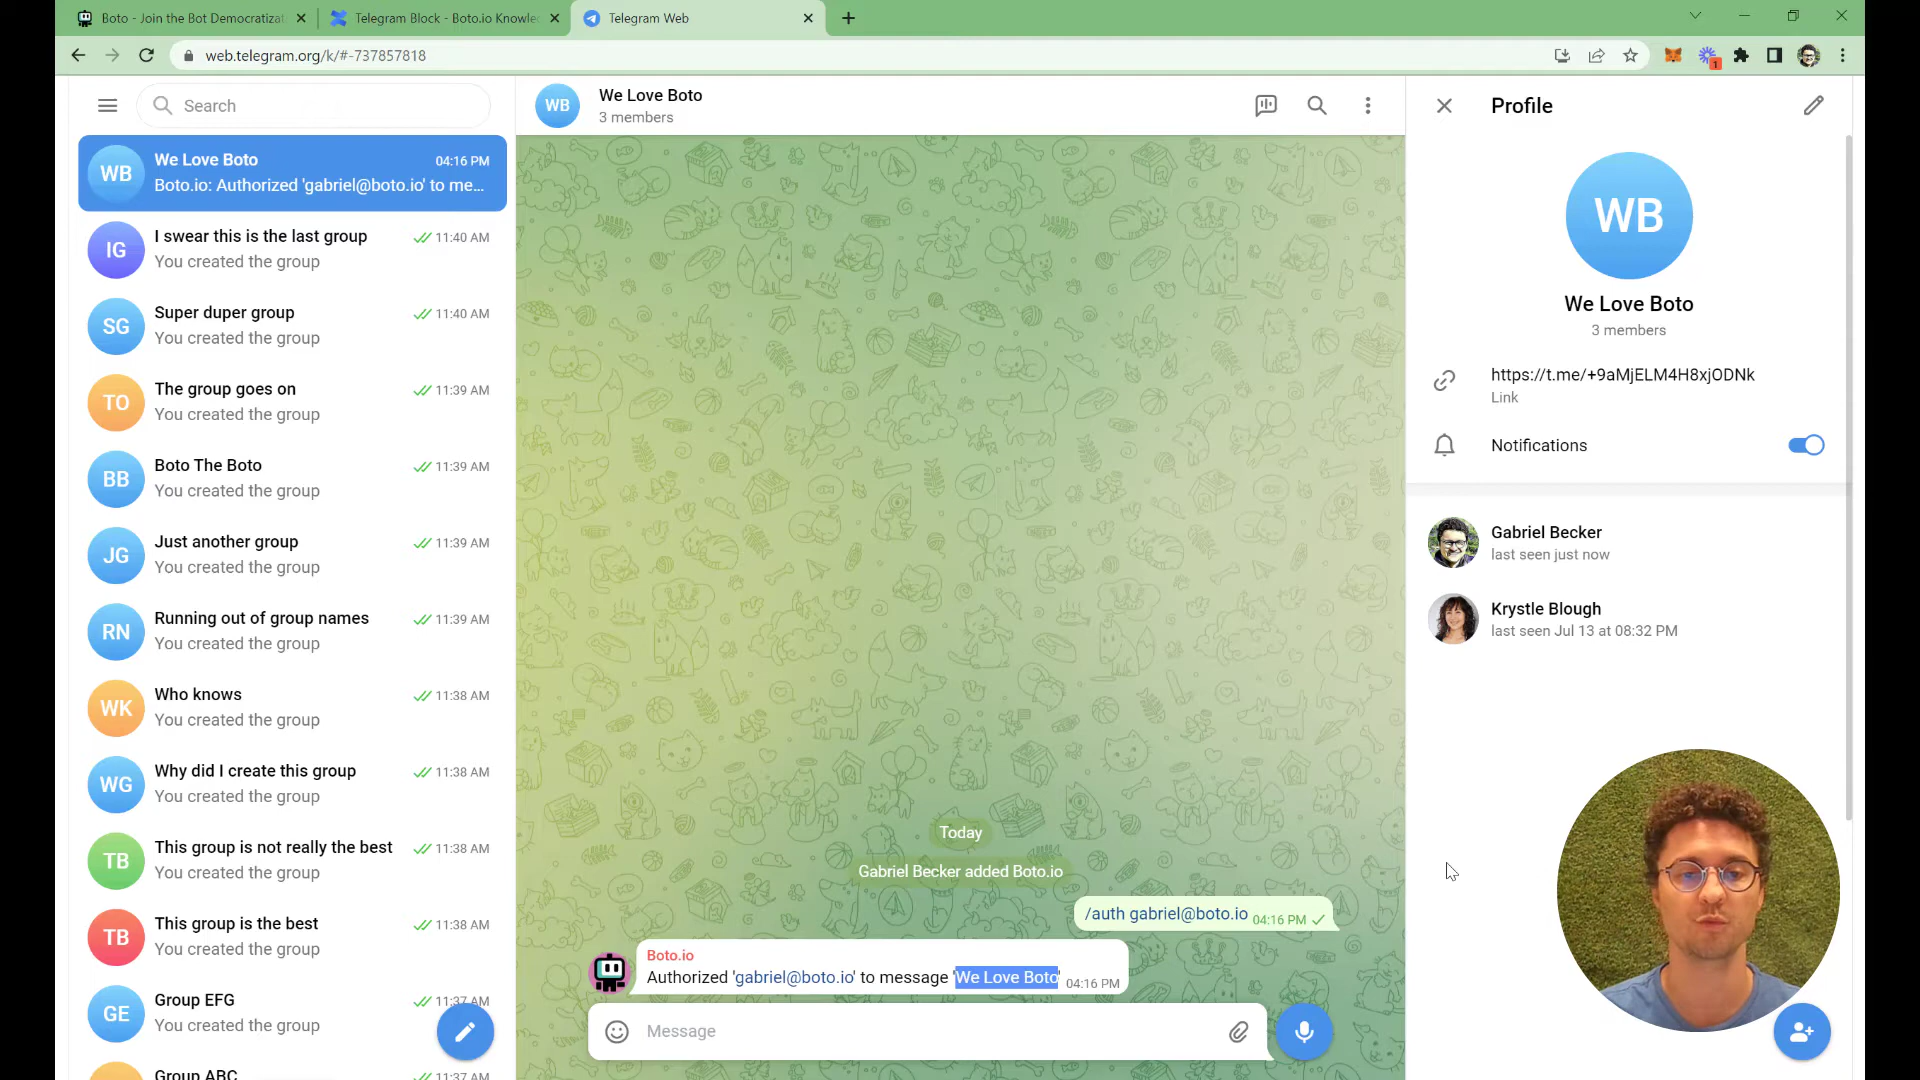 Boto - Join the Bot Democratizat
Telegram Block - Boto.io Knowle
Telegram Web
web.telegram.org/k/#-737857818
1
Search
WB
We Love Boto
04:16 PM
Boto.io: Authorized 'gabriel@boto.io' to me...
IG
I swear this is the last group
11:40 AM
You created the group
SG
Super duper group
11:40 AM
You created the group
TO
The group goes on
11:39 AM
You created the group
BB
Boto The Boto
11:39 AM
You created the group
JG
Just another group
11:39 AM
You created the group
RN
Running out of group names
11:39 AM
You created the group
WK
Who knows
11:38 AM
You created the group
WG
Why did I create this group
11:38 AM
You created the group
TB
This group is not really the best
11:38 AM
You created the group
TB
This group is the best
11:38 AM
You created the group
GE
Group EFG
11:37 AM
You created the group
Group ABC
11:37 AM
WB
We Love Boto
3 members
Today
Gabriel Becker added Boto.io
/auth gabriel@boto.io 04:16 PM
Boto.io
Authorized 'gabriel@boto.io' to message 'We Love Boto' 04:16 PM
Message
Profile
WB
We Love Boto
3 members
https://t.me/+9aMjELM4H8xjODNk
Link
Notifications
Gabriel Becker
last seen just now
Krystle Blough
last seen Jul 13 at 08:32 PM